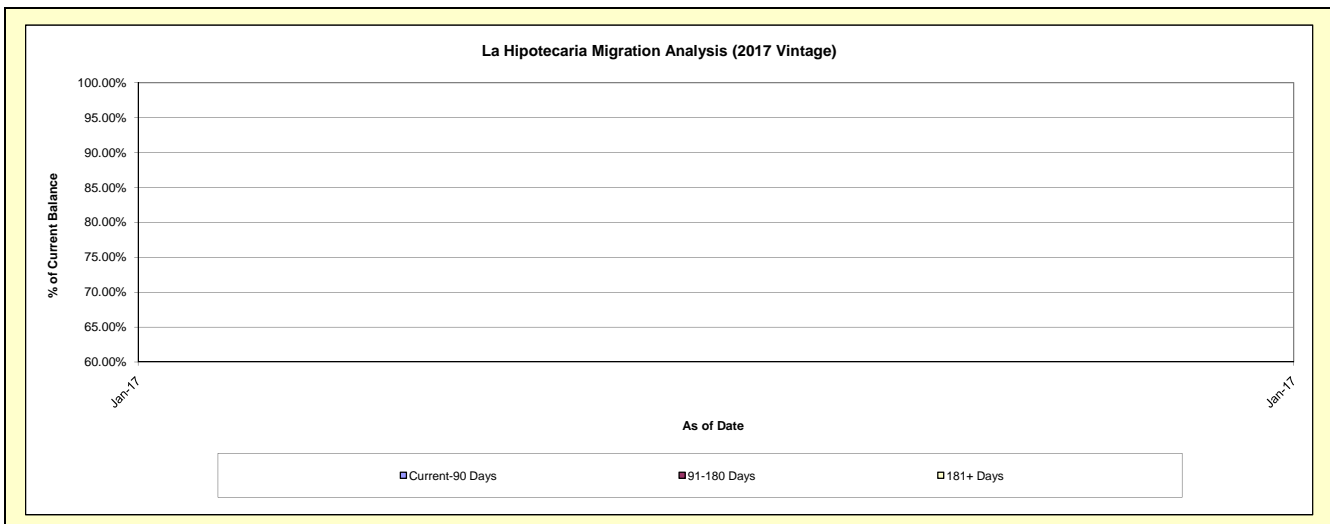 La Hipotecaria Migration Analysis (2017 Vintage)
100.00%
95.00%
90.00%
85.00%
80.00%
75.00%
70.00%
65.00%
60.00%
% of Current Balance
Jan-17
Jan-17
As of Date
Current-90 Days
91-180 Days
181+ Days